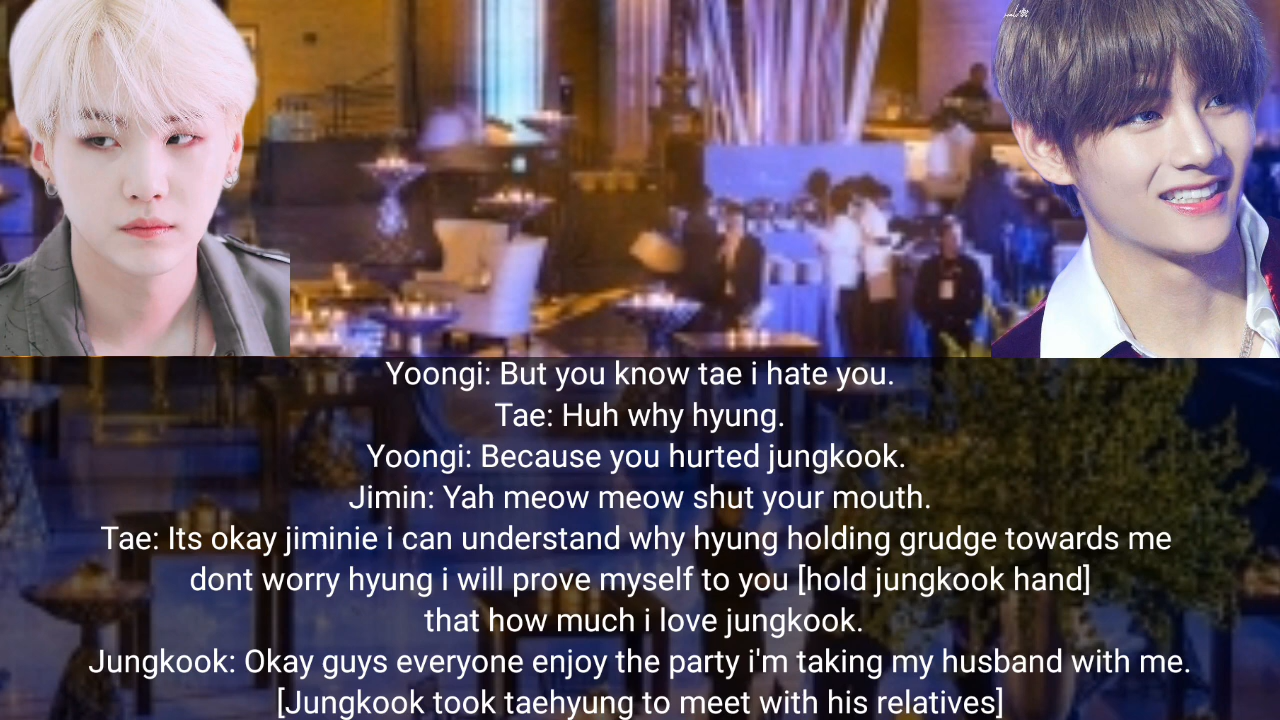 Yoongi: But you know tae i hate you.
Tae: Huh why hyung.
Yoongi: Because you hurted jungkook.
Jimin: Yah meow meow shut your mouth.
Tae: Its okay jiminie i can understand why hyung holding grudge towards me
dont worry hyung i will prove myself to you [hold jungkook hand]
that how much i love jungkook.
Jungkook: Okay guys everyone enjoy the party i'm taking my husband with me.
[Jungkook took taehyung to meet with his relatives]